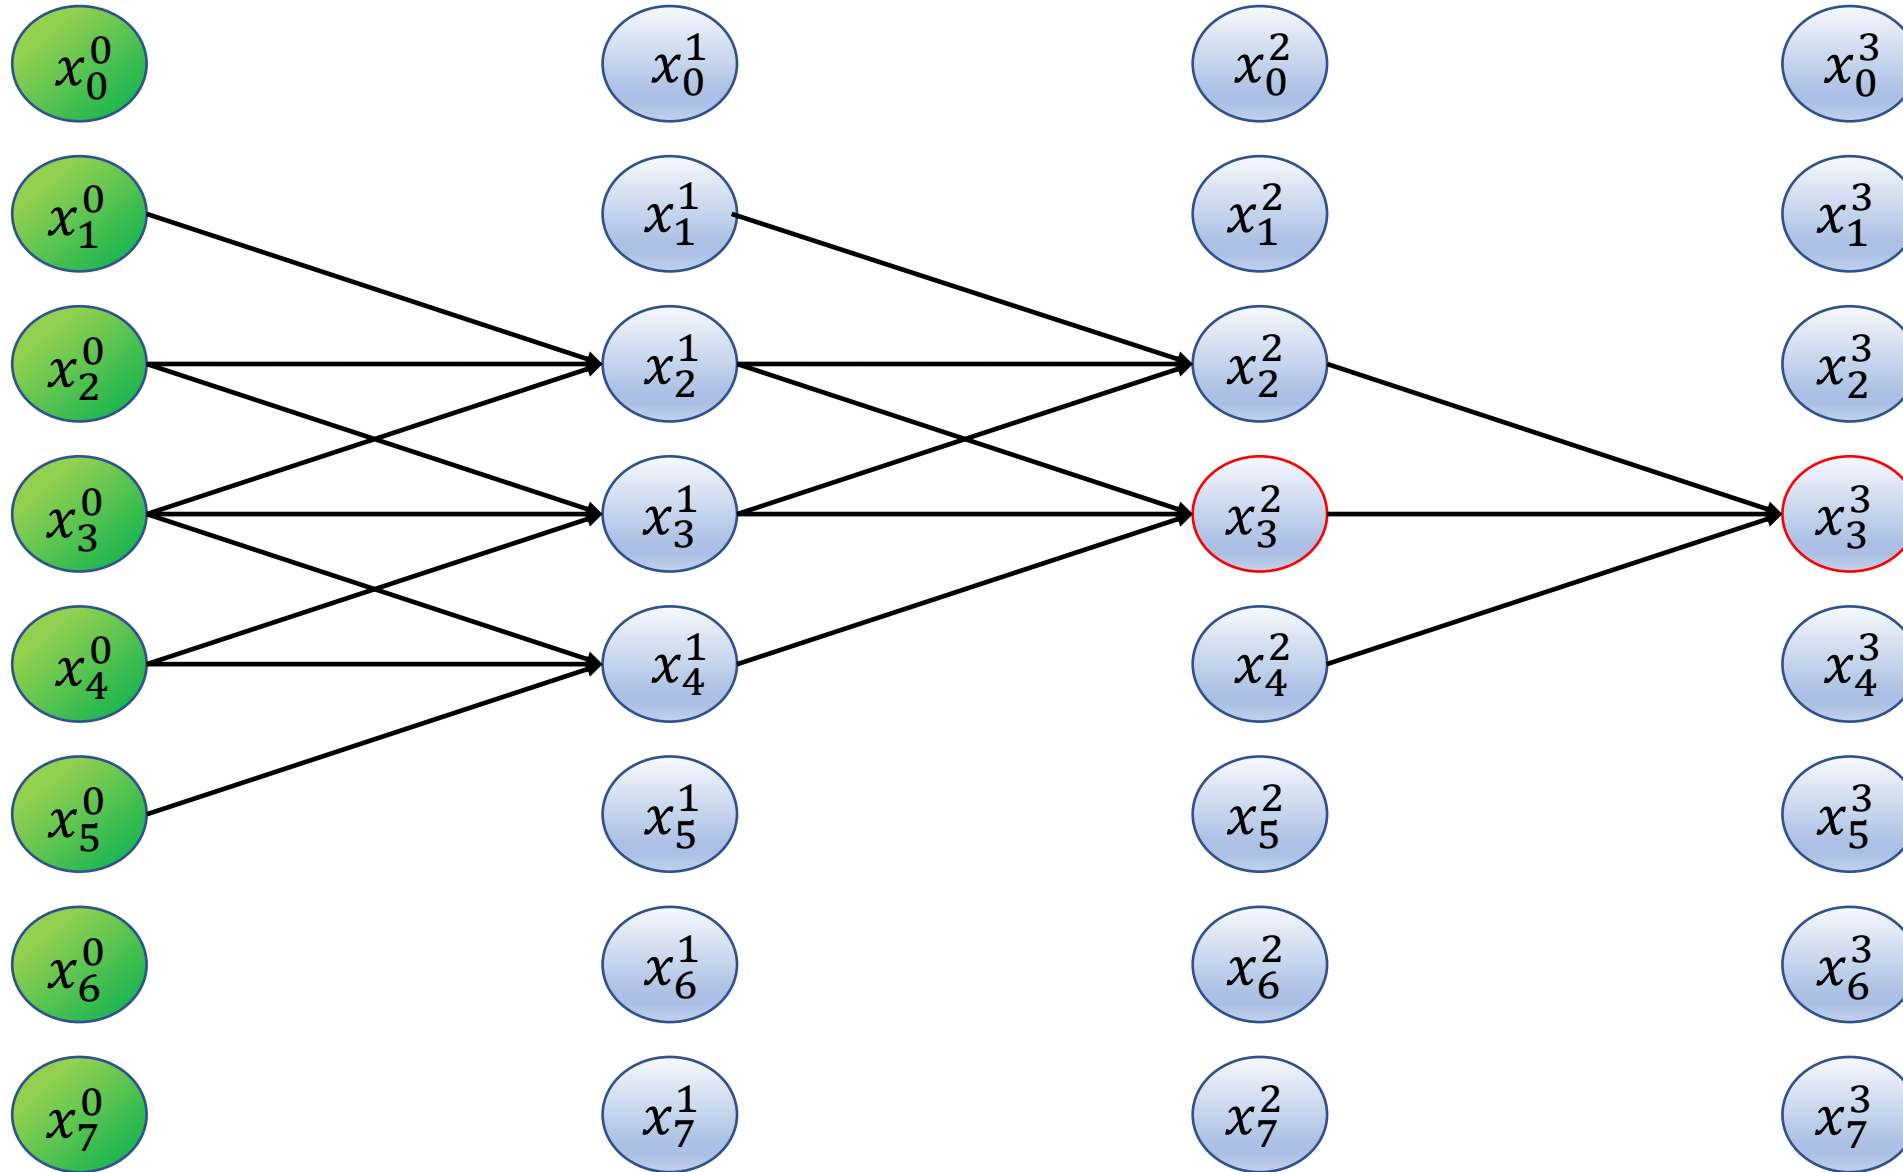 x_0^0 x_0^1 x_0^2 x_0^3
x_1^0 x_1^1 x_1^2 x_1^3
x_2^0 x_2^1 x_2^2 x_2^3
x_3^0 x_3^1 x_3^2 x_3^3
x_4^0 x_4^1 x_4^2 x_4^3
x_5^0 x_5^1 x_5^2 x_5^3
x_6^0 x_6^1 x_6^2 x_6^3
x_7^0 x_7^1 x_7^2 x_7^3